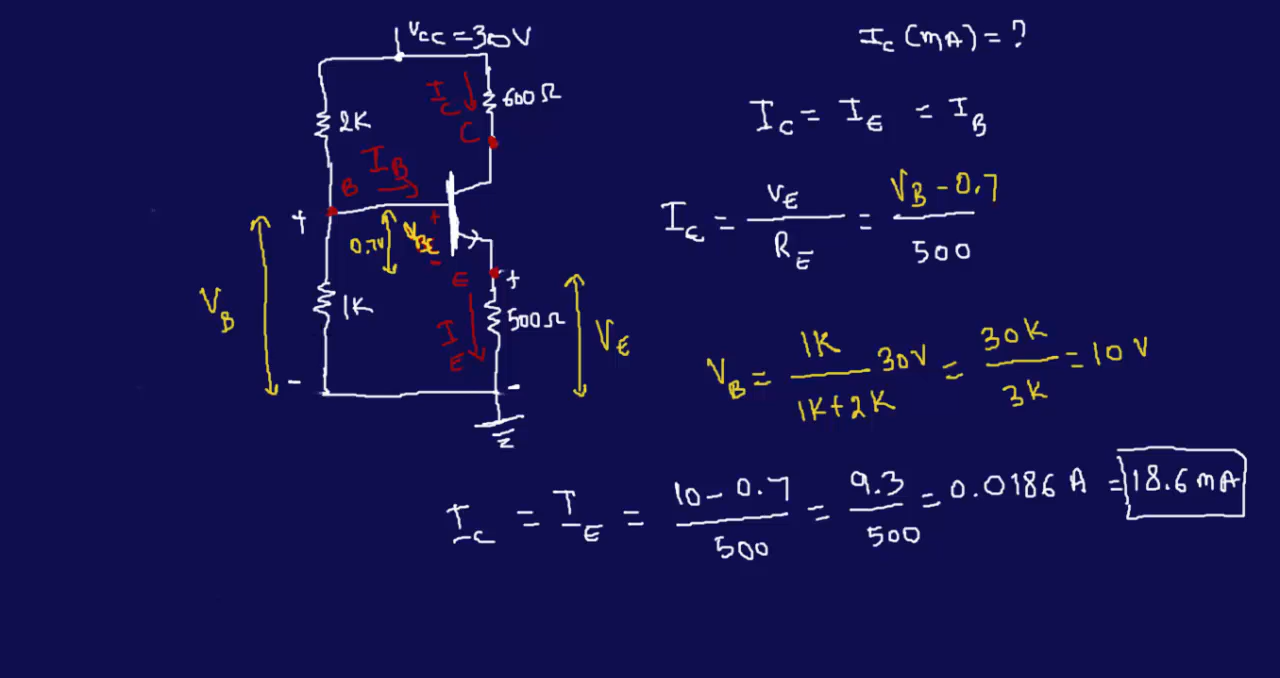 VCC = 30V
IC (mA) = ?
IC
600Ω
2K
C
IC = IE = IB
IB
B
+
+
0.7V
VBE
-
E
+
IE = VE / RE = VB - 0.7 / 500
VB
1K
IE
500Ω
VE
VB = 1K / 1K+2K 30V = 30K / 3K = 10 V
-
-
IC = IE = 10 - 0.7 / 500 = 9.3 / 500 = 0.0186 A = 18.6 mA